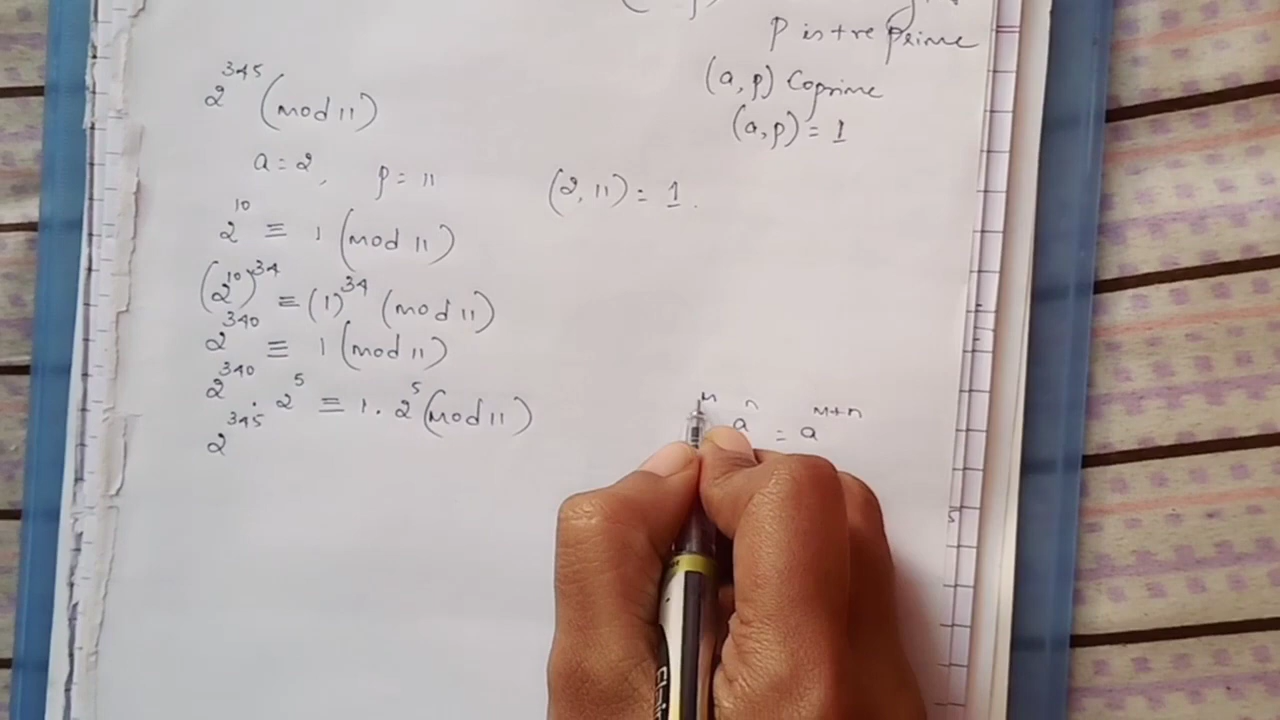 p is +ve prime
(a, p) Coprime
(a, p) = 1
2^345 (mod 11)
a = 2, p = 11
(2, 11) = 1.
2^10 ≡ 1 (mod 11)
(2^10)^34 ≡ (1)^34 (mod 11)
2^340 ≡ 1 (mod 11)
2^340 . 2^5 ≡ 1. 2^5 (mod 11)
2^345
m a^n = a^m+n